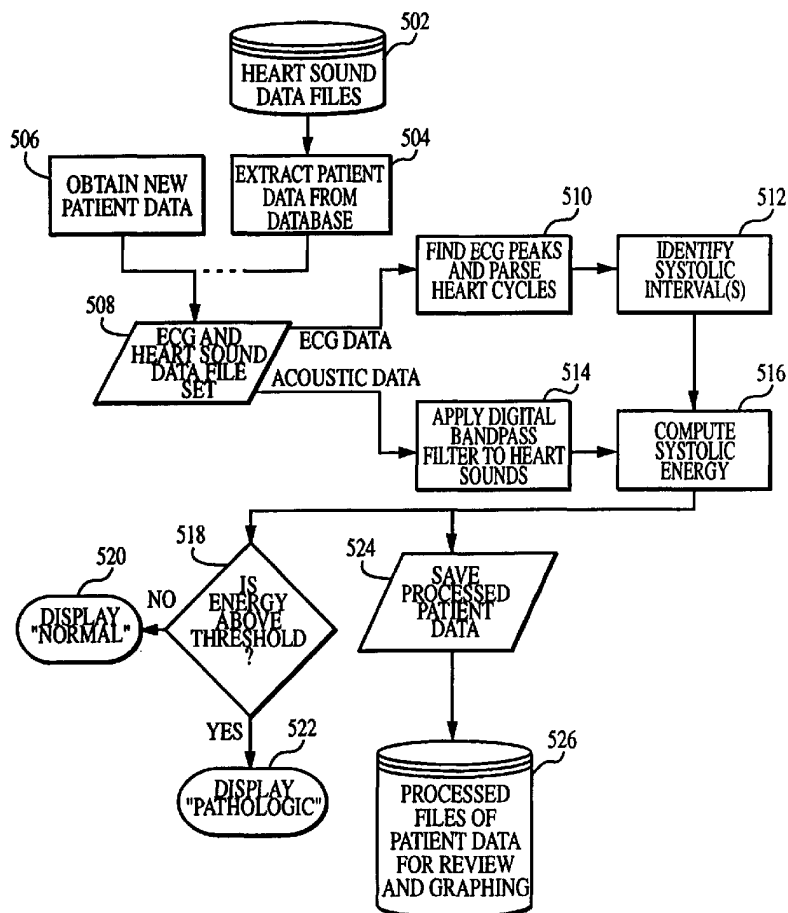 502
HEART SOUND
DATA FILES
506
OBTAIN NEW
PATIENT DATA
504
EXTRACT PATIENT
DATA FROM
DATABASE
508
ECG AND
HEART SOUND
DATA FILE
SET
ECG DATA
ACOUSTIC DATA
510
FIND ECG PEAKS
AND PARSE
HEART CYCLES
512
IDENTIFY
SYSTOLIC
INTERVAL(S)
514
APPLY DIGITAL
BANDPASS
FILTER TO HEART
SOUNDS
516
COMPUTE
SYSTOLIC
ENERGY
518
IS
ENERGY
ABOVE
THRESHOLD
?
NO
520
DISPLAY
"NORMAL"
YES
522
DISPLAY
"PATHOLOGIC"
524
SAVE
PROCESSED
PATIENT
DATA
526
PROCESSED
FILES OF
PATIENT DATA
FOR REVIEW
AND GRAPHING